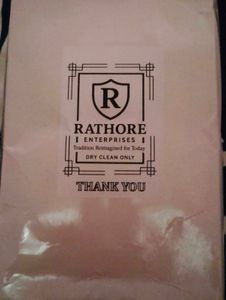 R
RATHORE
ENTERPRISES
Tradition Reimagined for Today
DRY CLEAN ONLY
THANK YOU